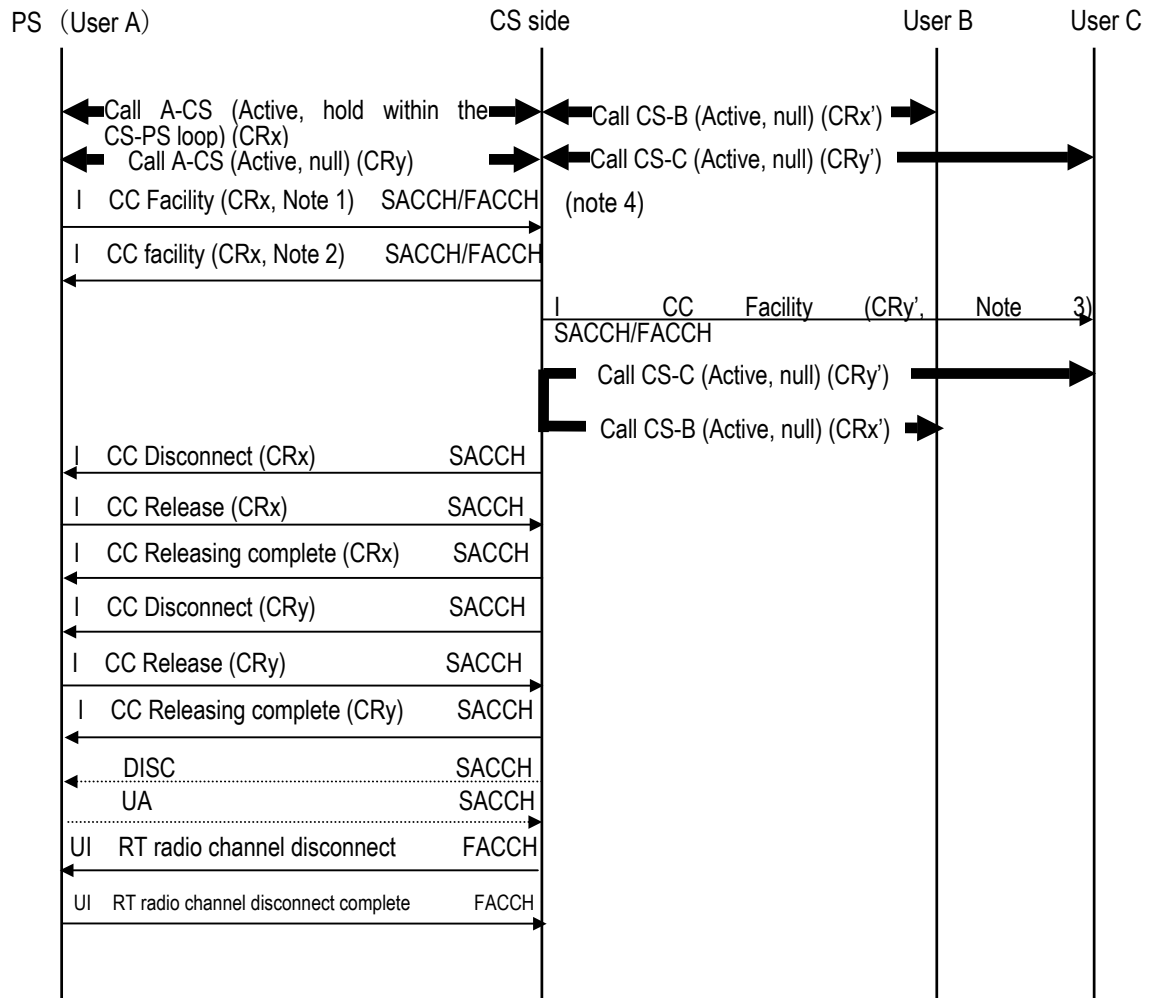 PS （User A） CS side User B User C
Call A-CS (Active, hold within the
CS-PS loop) (CRx)
Call CS-B (Active, null) (CRx’)
Call A-CS (Active, null) (CRy)
Call CS-C (Active, null) (CRy’)
I CC Facility (CRx, Note 1) SACCH/FACCH (note 4)
I CC facility (CRx, Note 2) SACCH/FACCH
I CC Facility (CRy’, Note 3)
SACCH/FACCH
Call CS-C (Active, null) (CRy’)
Call CS-B (Active, null) (CRx’)
I CC Disconnect (CRx) SACCH
I CC Release (CRx) SACCH
I CC Releasing complete (CRx) SACCH
I CC Disconnect (CRy) SACCH
I CC Release (CRy) SACCH
I CC Releasing complete (CRy) SACCH
DISC SACCH
UA SACCH
UI RT radio channel disconnect FACCH
UI RT radio channel disconnect complete FACCH